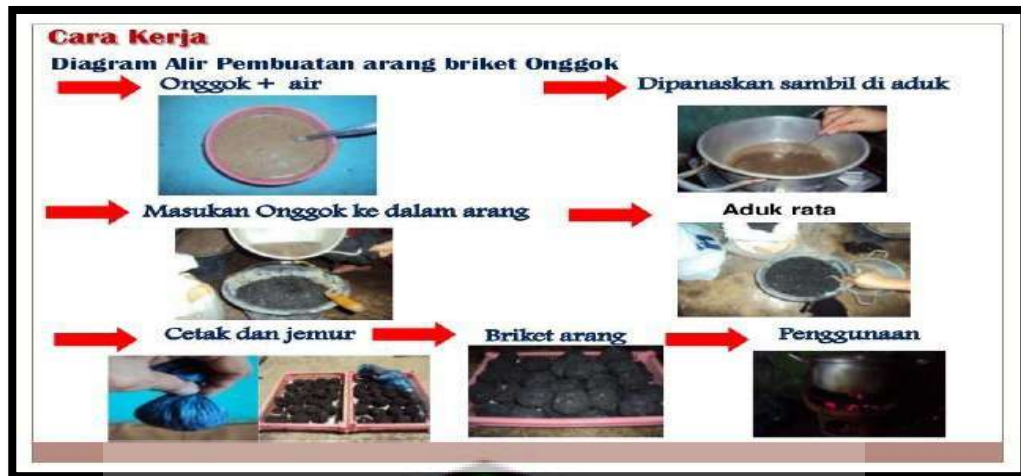 Cara Kerja
Diagram Alir Pembuatan arang briket Onggok
Onggok + air
Dipanaskan sambil di aduk
Masukan Onggok ke dalam arang
Aduk rata
Cetak dan jemur
Briket arang
Penggunaan